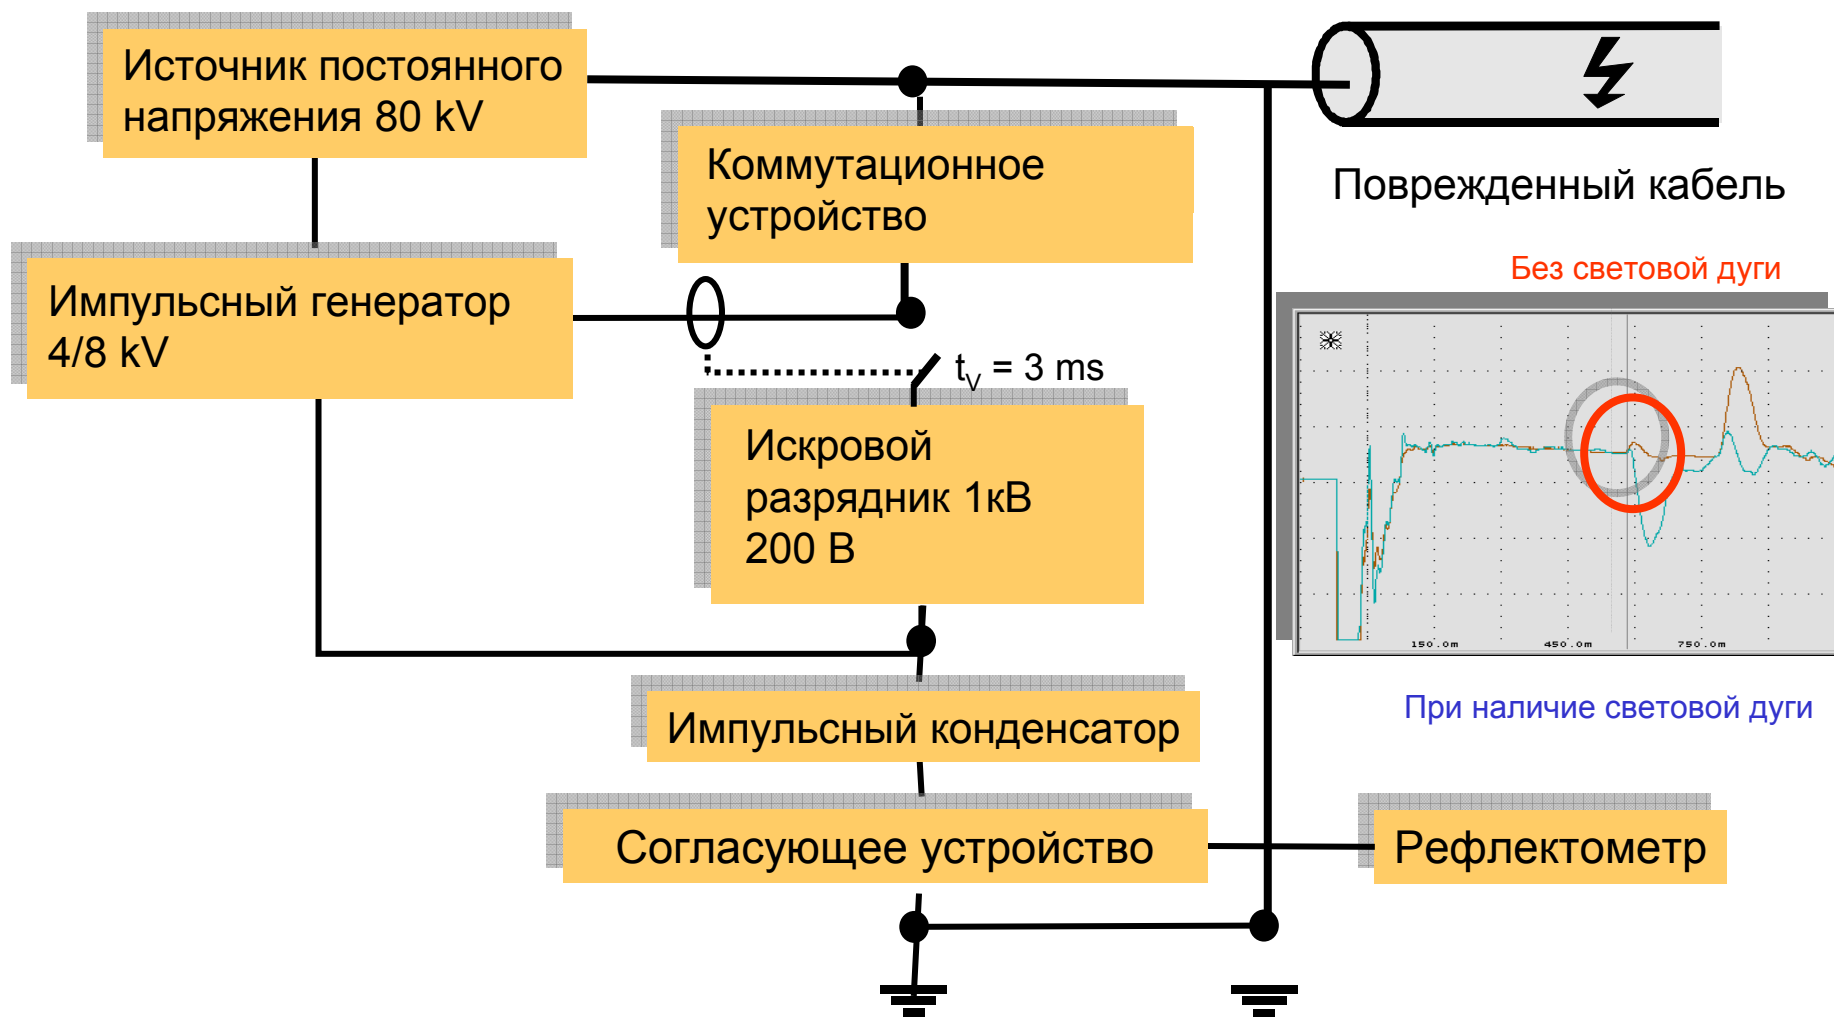 Источник постоянного
напряжения 80 kV
Коммутационное
устройство
Поврежденный кабель
Без световой дуги
Импульсный генератор
4/8 kV
tV = 3 ms
Искровой
разрядник 1кВ
200 В
150.0m 450.0m 750.0m
При наличие световой дуги
Импульсный конденсатор
Согласующее устройство
Рефлектометр